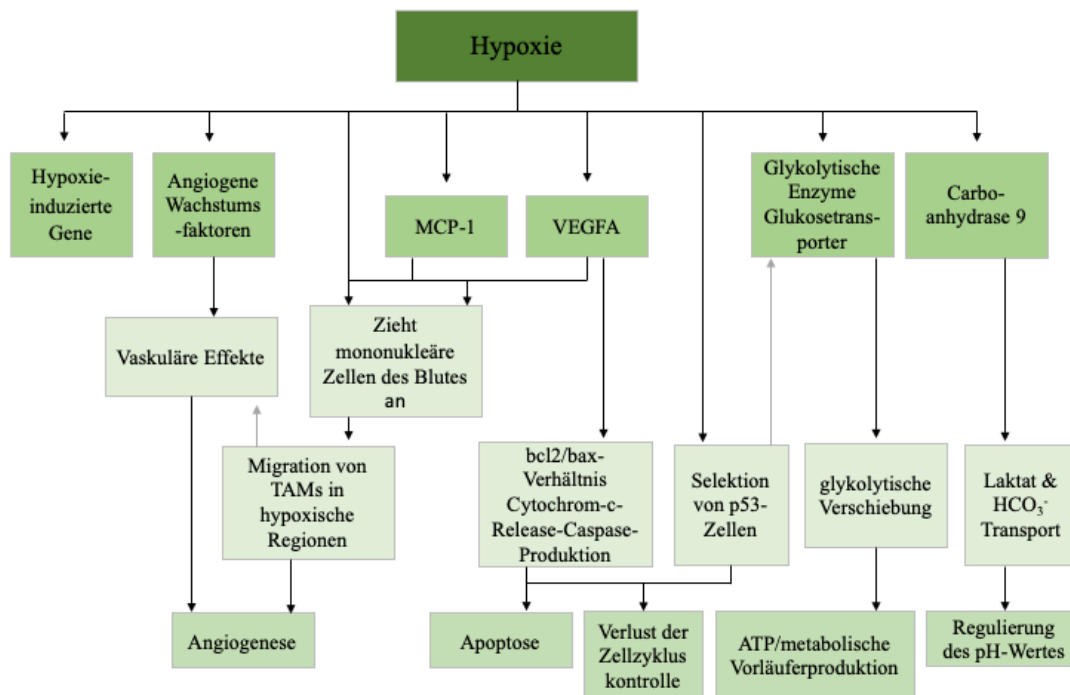 Hypoxie
Hypoxie-
induzierte
Gene
Angiogene
Wachstums
-faktoren
MCP-1
VEGFA
Glykolytische
Enzyme
Glukosetrans-
porter
Carbo-
anhydrase 9
Vaskuläre Effekte
Zieht
mononukleäre
Zellen des Blutes
an
Migration von
TAMs in
hypoxische
Regionen
bcl2/bax-
Verhältnis
Cytochrom-c-
Release-Caspase-
Produktion
Selektion
von p53-
Zellen
glykolytische
Verschiebung
Laktat &
HCO₃⁻
Transport
Angiogenese
Apoptose
Verlust der
Zellzyklus
kontrolle
ATP/metabolische
Vorläuferproduktion
Regulierung
des pH-Wertes